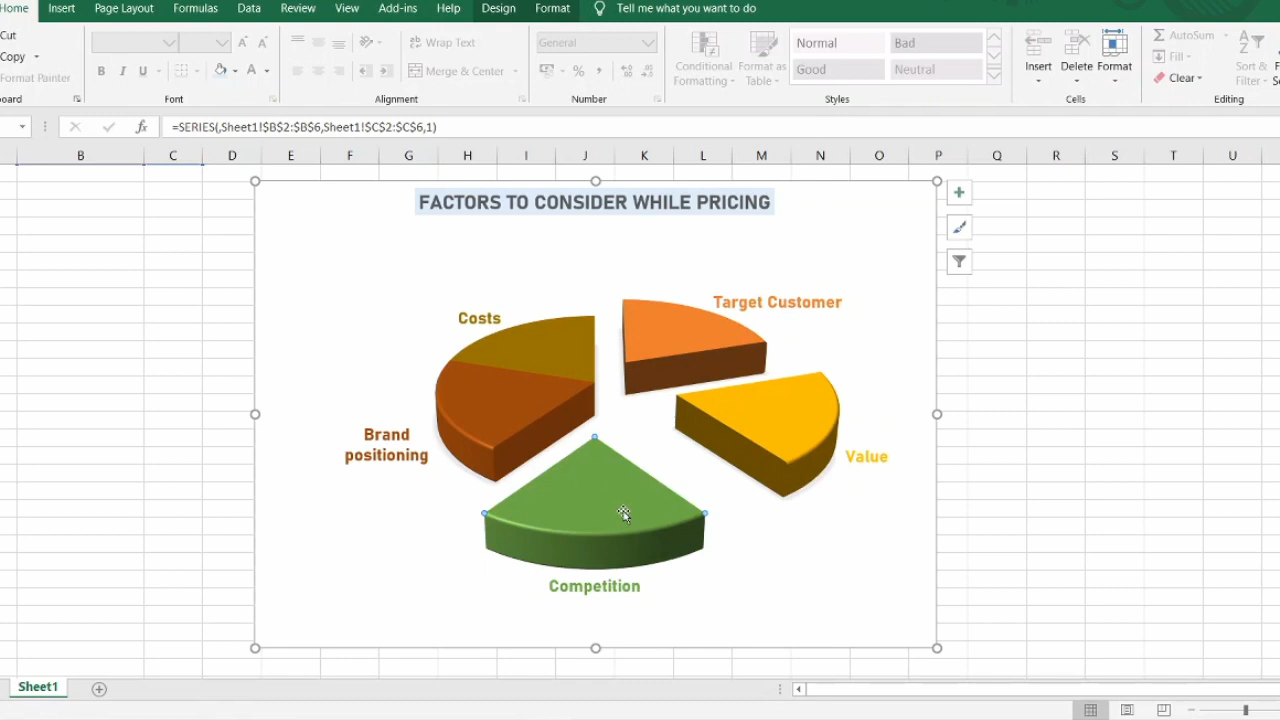 Home Insert Page Layout Formulas Data Review View Add-ins Help Design Format Tell me what you want to do
Cut
Copy
Format Painter
Wrap Text
Merge & Center
General
Conditional Formatting
Format as Table
Normal
Bad
Good
Neutral
Insert
Delete
Format
AutoSum
Fill
Clear
Sort &
Filter
Font
Alignment
Number
Styles
Cells
Editing
=SERIES(,Sheet1!$B$2:$B$6,Sheet1!$C$2:$C$6,1)
B C D E F G H I J K L M N O P Q R S T U
FACTORS TO CONSIDER WHILE PRICING
Target Customer
Costs
Brand
positioning
Value
Competition
Sheet1